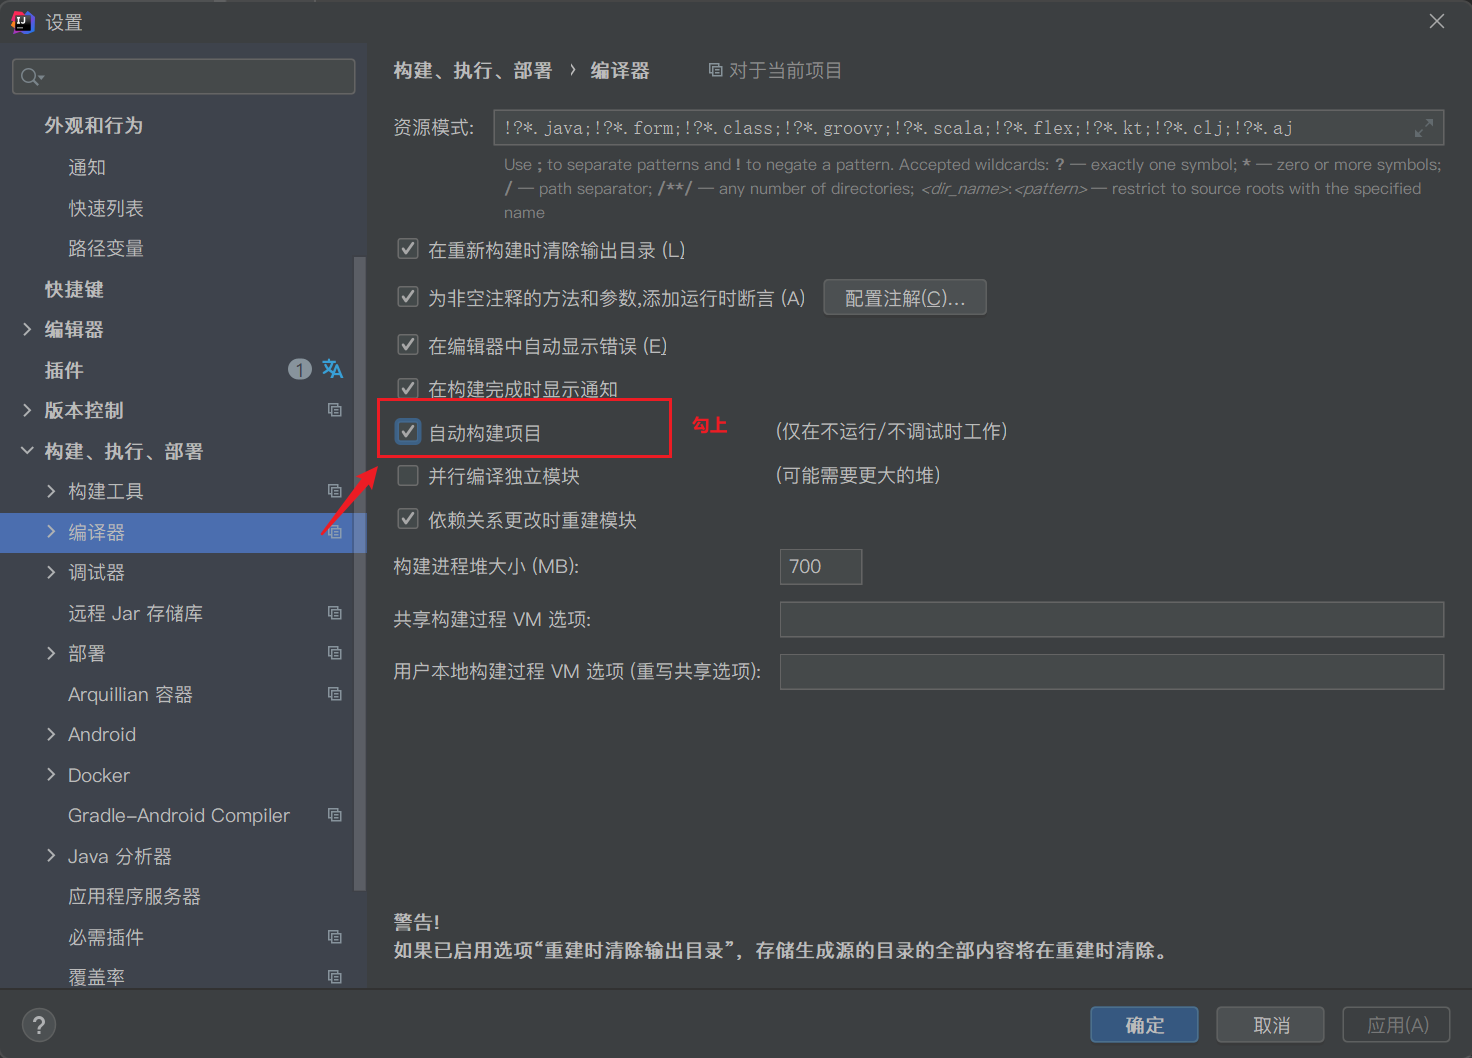 设置
外观和行为
通知
快速列表
路径变量
快捷键
编辑器
插件 1
版本控制
构建、执行、部署
构建工具
编译器
调试器
远程 Jar 存储库
部署
Arquillian 容器
Android
Docker
Gradle-Android Compiler
Java 分析器
应用程序服务器
必需插件
覆盖率
构建、执行、部署 › 编译器 对于当前项目
资源模式: !?*.java;!?*.form;!?*.class;!?*.groovy;!?*.scala;!?*.flex;!?*.kt;!?*.clj;!?*.aj
Use ; to separate patterns and ! to negate a pattern. Accepted wildcards: ? — exactly one symbol; * — zero or more symbols;
/ — path separator; /**/ — any number of directories; <dir_name>:<pattern> — restrict to source roots with the specified
name
在重新构建时清除输出目录 (L)
为非空注释的方法和参数,添加运行时断言 (A) 配置注解(C)...
在编辑器中自动显示错误 (E)
在构建完成时显示通知
自动构建项目 勾上 (仅在不运行/不调试时工作)
并行编译独立模块 (可能需要更大的堆)
依赖关系更改时重建模块
构建进程堆大小 (MB): 700
共享构建过程 VM 选项:
用户本地构建过程 VM 选项 (重写共享选项):
警告!
如果已启用选项“重建时清除输出目录”，存储生成源的目录的全部内容将在重建时清除。
? 确定 取消 应用(A)